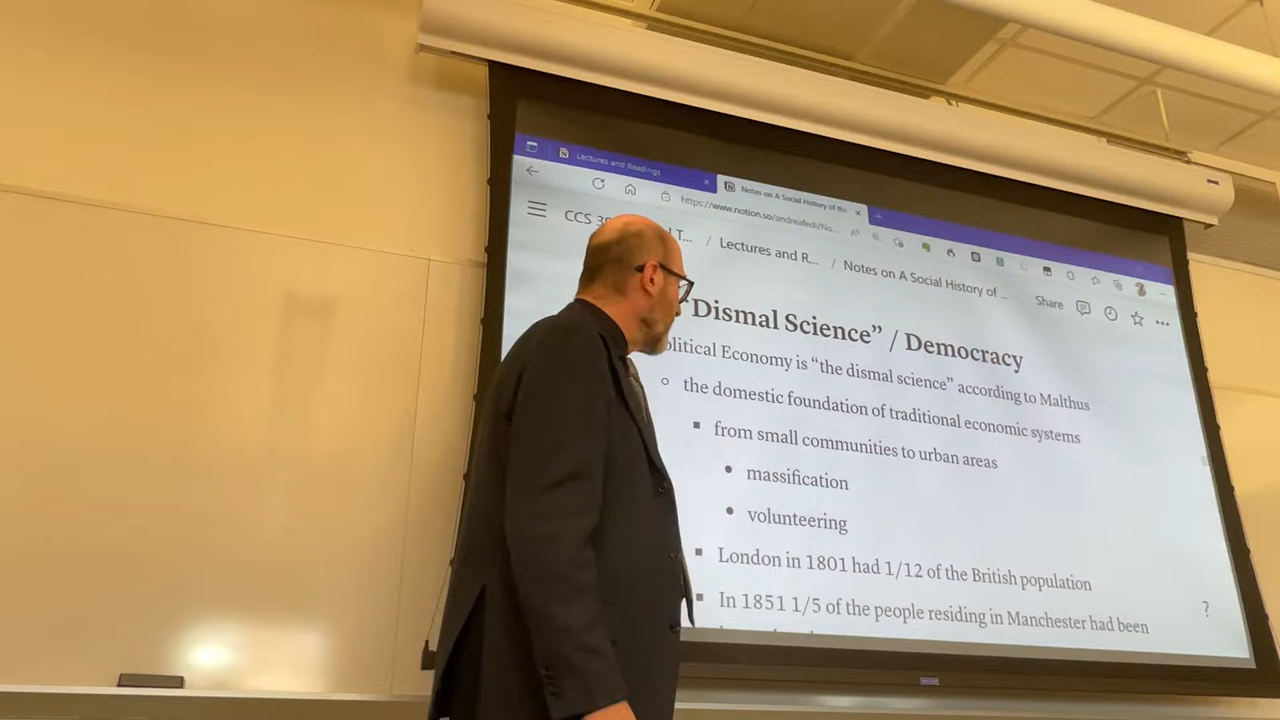 Lectures and Readings
Notes on A Social History of the
https://www.notion.so/andreafedi/No...
CCS 3
T...
/ Lectures and R...
/ Notes on A Social History of ...
Share
"Dismal Science" / Democracy
olitical Economy is "the dismal science" according to Malthus
the domestic foundation of traditional economic systems
from small communities to urban areas
massification
volunteering
London in 1801 had 1/12 of the British population
In 1851 1/5 of the people residing in Manchester had been
?